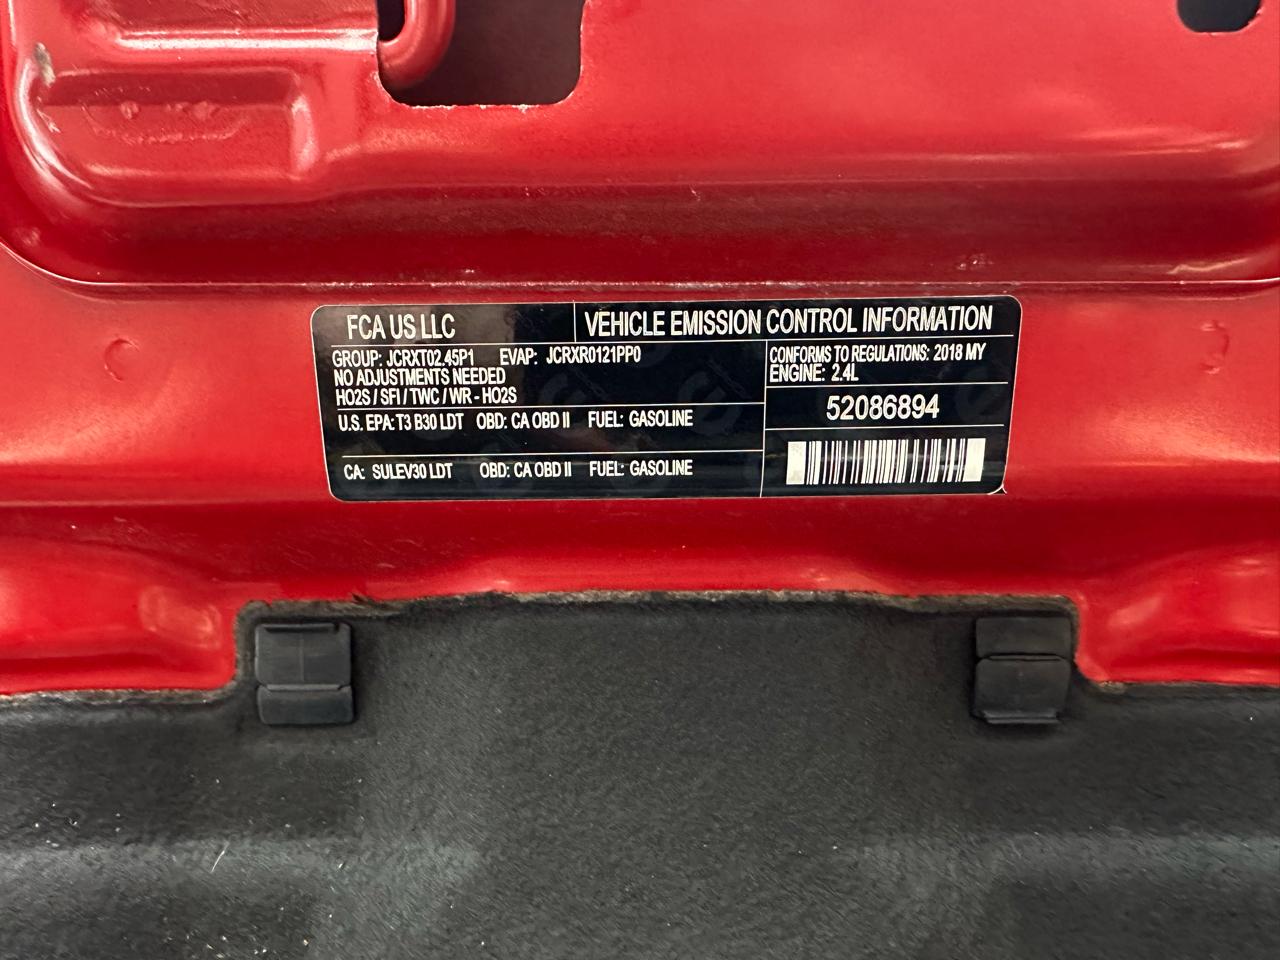 FCA US LLC
VEHICLE EMISSION CONTROL INFORMATION
GROUP: JCRXT02.45P1 EVAP: JCRXR0121PP0
NO ADJUSTMENTS NEEDED
HO2S / SFI / TWC / WR - HO2S
U.S. EPA: T3 B30 LDT OBD: CA OBD II FUEL: GASOLINE
CA: SULEV30 LDT OBD: CA OBD II FUEL: GASOLINE
CONFORMS TO REGULATIONS: 2018 MY
ENGINE: 2.4L
52086894